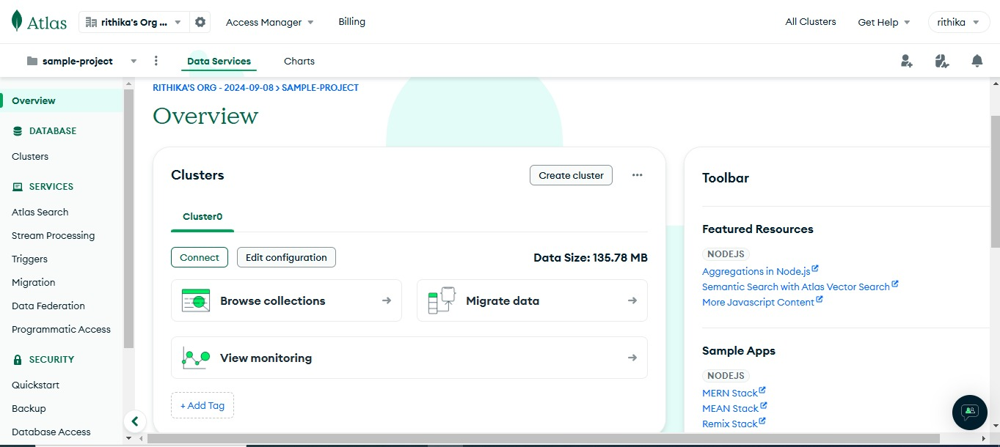 Atlas
rithika's Org ...
Access Manager
Billing
All Clusters
Get Help
rithika
sample-project
Data Services
Charts
Overview
DATABASE
Clusters
SERVICES
Atlas Search
Stream Processing
Triggers
Migration
Data Federation
Programmatic Access
SECURITY
Quickstart
Backup
Database Access
RITHIKA'S ORG - 2024-09-08 > SAMPLE-PROJECT
Overview
Clusters
Create cluster
Cluster0
Connect
Edit configuration
Data Size: 135.78 MB
Browse collections
Migrate data
View monitoring
+ Add Tag
Toolbar
Featured Resources
NODEJS
Aggregations in Node.js
Semantic Search with Atlas Vector Search
More Javascript Content
Sample Apps
NODEJS
MERN Stack
MEAN Stack
Remix Stack